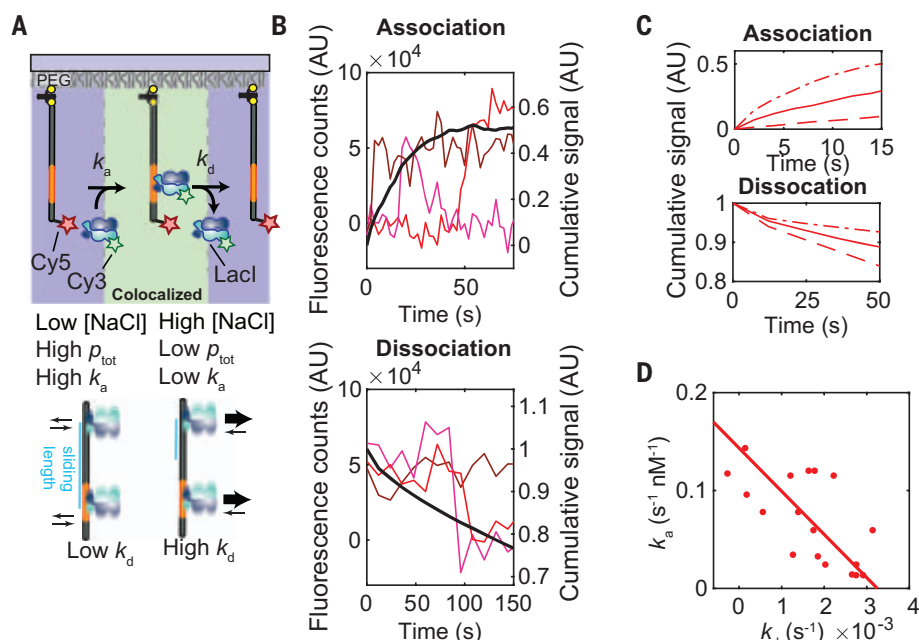 A
PEG
k_a
k_d
Cy5
Cy3
LacI
Colocalized
Low [NaCl]
High p_tot
High k_a
High [NaCl]
Low p_tot
Low k_a
sliding
length
Low k_d
High k_d
B
Association
×10^4
Fluorescence counts (AU)
10
5
0
0.6
0.4
0.2
0
Cumulative signal (AU)
0
50
Time (s)
Dissociation
×10^4
Fluorescence counts (AU)
10
5
0
1.1
1
0.9
0.8
0.7
Cumulative signal (AU)
0
50
100
150
Time (s)
C
Association
Cumulative signal (AU)
0.5
0
0
5
10
15
Time (s)
Dissocation
1
0.9
0.8
0
25
50
Time (s)
D
k_a (s^-1 nM^-1)
0.2
0.1
0
0
1
2
3
4
(s^-1) ×10^-3